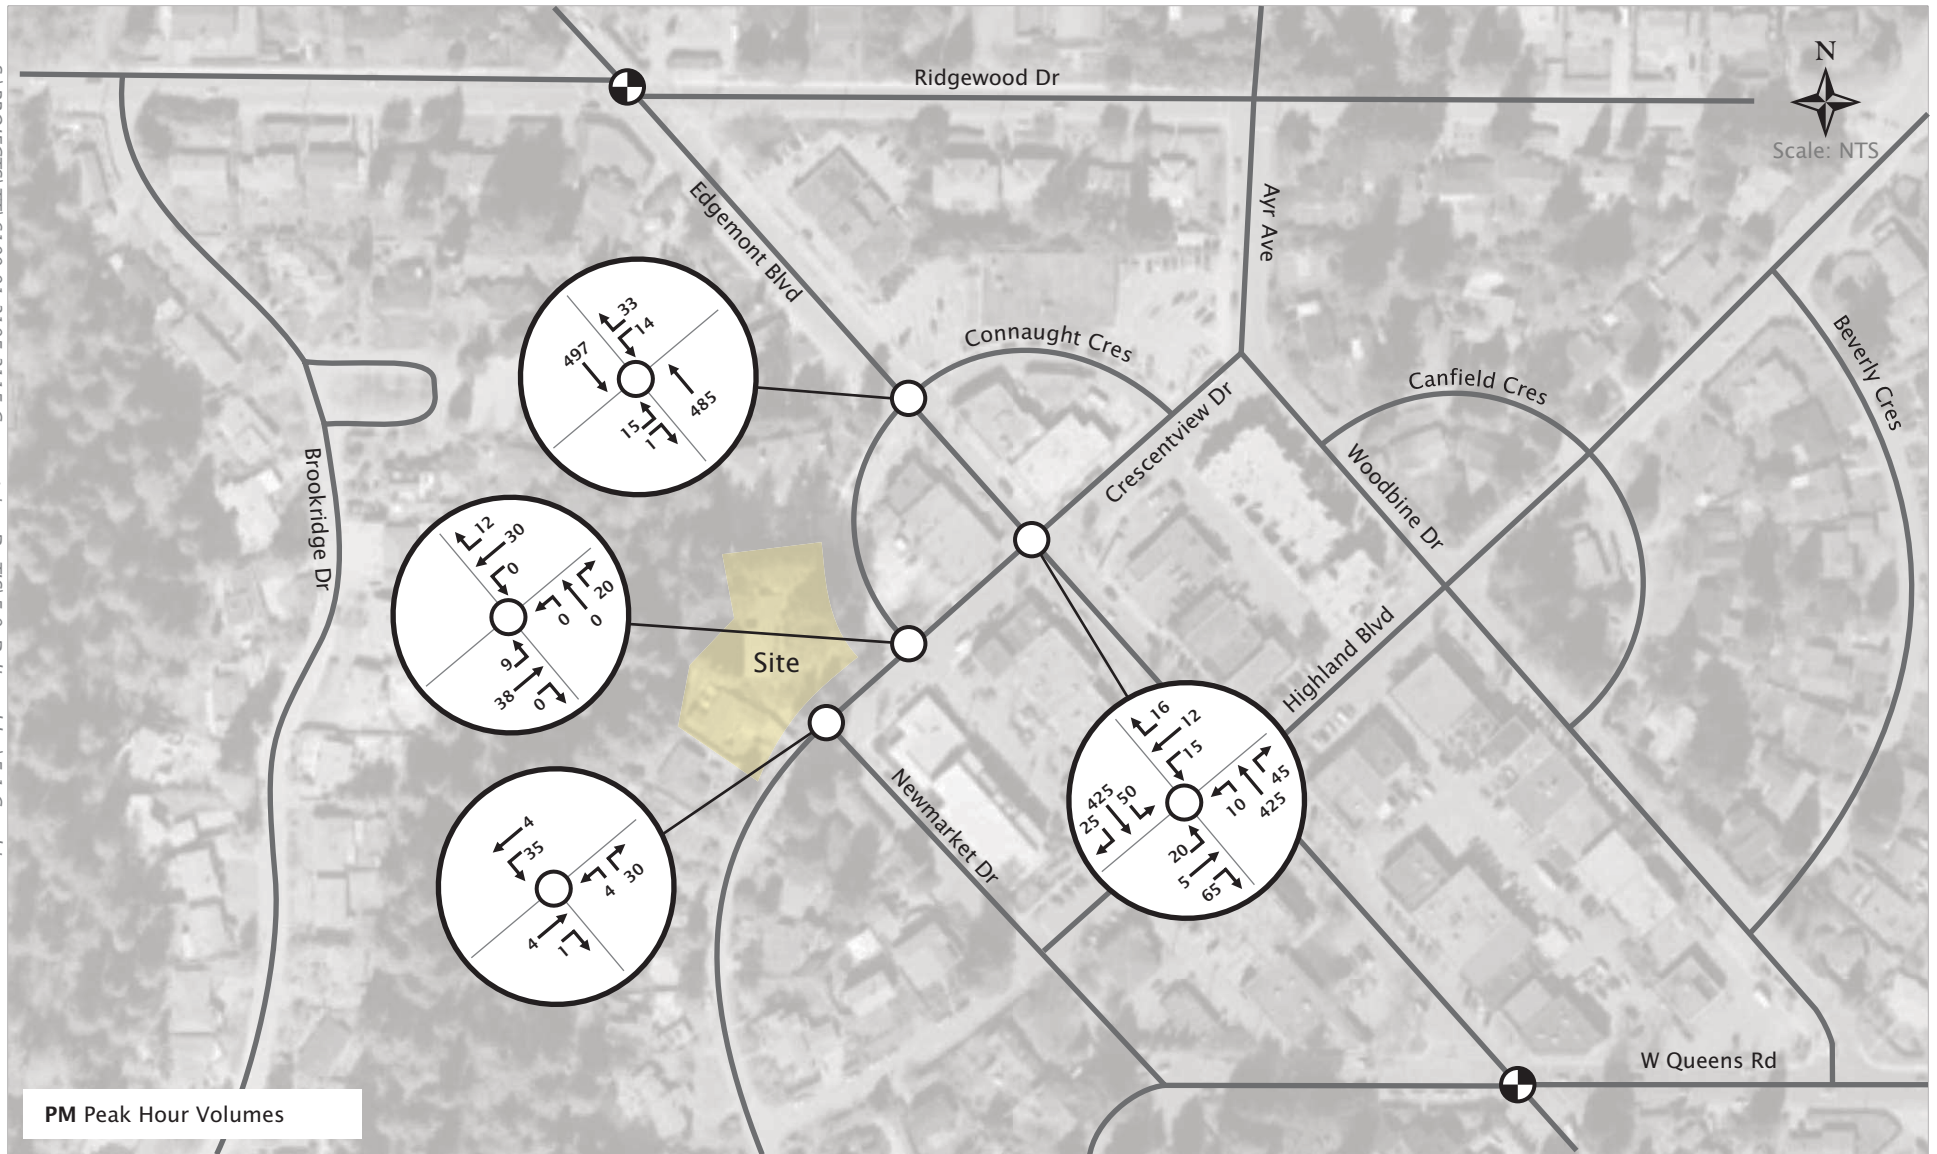 Ridgewood Dr
N
Scale: NTS
Edgemont Blvd
Ayr Ave
Connaught Cres
Canfield Cres
Beverly Cres
Crescentview Dr
Woodbine Dr
Brookridge Dr
Highland Blvd
Site
Newmarket Dr
W Queens Rd
33
14
497
485
15
1
12
30
0
20
0
0
9
38
0
4
35
30
4
4
1
16
12
15
425
50
25
45
10
425
20
5
65
PM Peak Hour Volumes